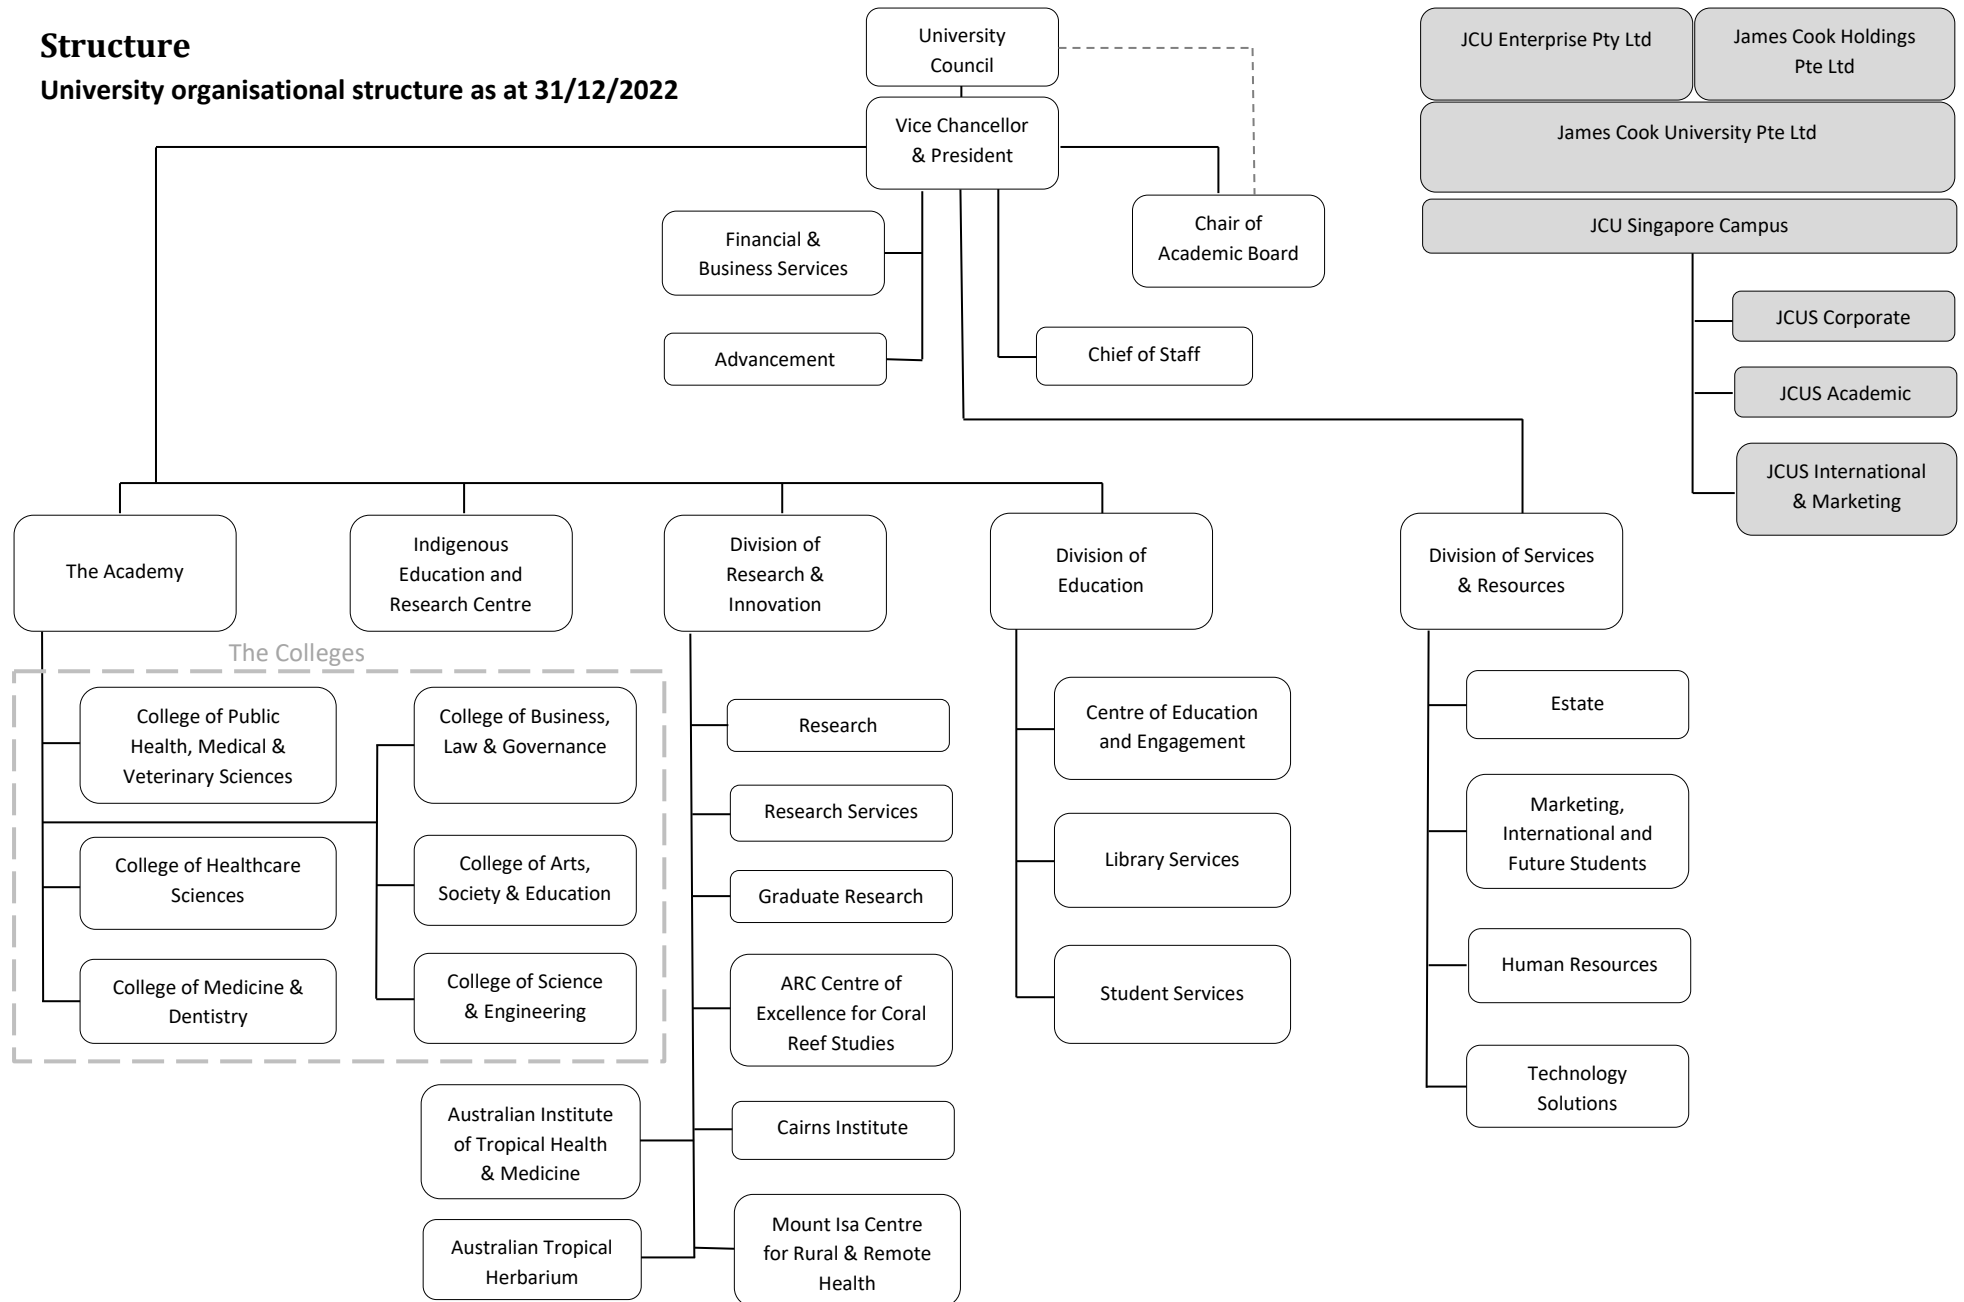 Structure
University organisational structure as at 31/12/2022
University
Council
Vice Chancellor
& President
JCU Enterprise Pty Ltd
James Cook Holdings
Pte Ltd
James Cook University Pte Ltd
JCU Singapore Campus
JCUS Corporate
JCUS Academic
JCUS International
& Marketing
Chair of
Academic Board
Financial &
Business Services
Advancement
Chief of Staff
The Academy
Indigenous
Education and
Research Centre
Division of
Research &
Innovation
Division of
Education
Division of Services
& Resources
The Colleges
College of Public
Health, Medical &
Veterinary Sciences
College of Healthcare
Sciences
College of Medicine &
Dentistry
College of Business,
Law & Governance
College of Arts,
Society & Education
College of Science
& Engineering
Research
Research Services
Graduate Research
ARC Centre of
Excellence for Coral
Reef Studies
Cairns Institute
Mount Isa Centre
for Rural & Remote
Health
Australian Institute
of Tropical Health
& Medicine
Australian Tropical
Herbarium
Centre of Education
and Engagement
Library Services
Student Services
Estate
Marketing,
International and
Future Students
Human Resources
Technology
Solutions